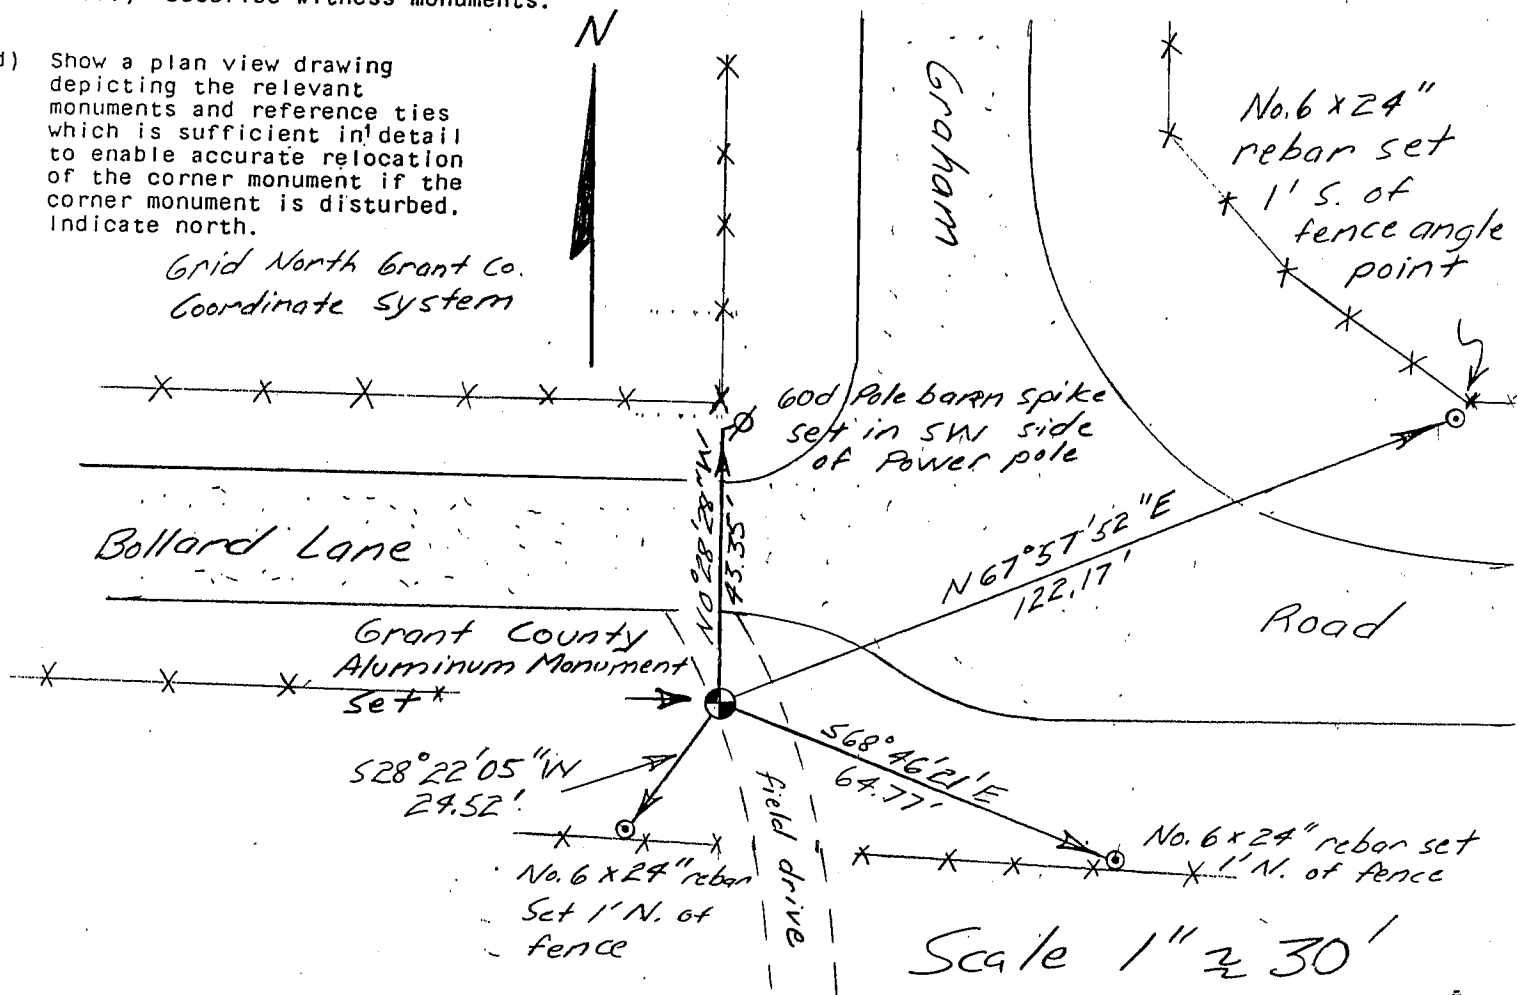 describe witness monuments.
d) Show a plan view drawing
depicting the relevant
monuments and reference ties
which is sufficient in detail
to enable accurate relocation
of the corner monument if the
corner monument is disturbed.
Indicate north.
N
Grid North Grant Co.
Coordinate System
Graham
No. 6 x 24"
rebar set
1' S. of
fence angle
point
60d Pole barn spike
set in SW side
of Power pole
N0°28'28"W
43.35'
Bollard Lane
N67°57'52"E
122.17'
Road
Grant County
Aluminum Monument
Set
S28°22'05"W
24.52'
S68°46'21'E
64.77'
field drive
No. 6 x 24" rebar
Set 1' N. of
fence
No. 6 x 24" rebar set
1' N. of fence
Scale 1" ≈ 30'